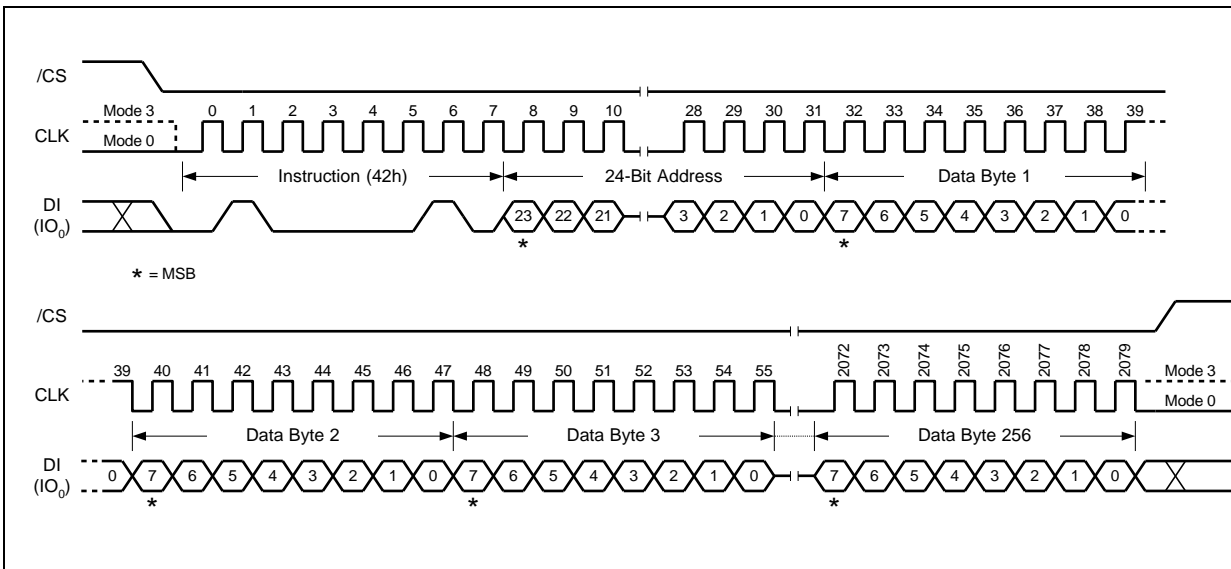 /CS
Mode 3
0 1 2 3 4 5 6 7 8 9 10 28 29 30 31 32 33 34 35 36 37 38 39
CLK
Mode 0
Instruction (42h) 24-Bit Address Data Byte 1
DI
(IO0)
23 22 21 3 2 1 0 7 6 5 4 3 2 1 0
* *
* = MSB
/CS
39 40 41 42 43 44 45 46 47 48 49 50 51 52 53 54 55 2072 2073 2074 2075 2076 2077 2078 2079
Mode 3
CLK
Mode 0
Data Byte 2 Data Byte 3 Data Byte 256
DI
(IO0)
0 7 6 5 4 3 2 1 0 7 6 5 4 3 2 1 0 7 6 5 4 3 2 1 0
* * *